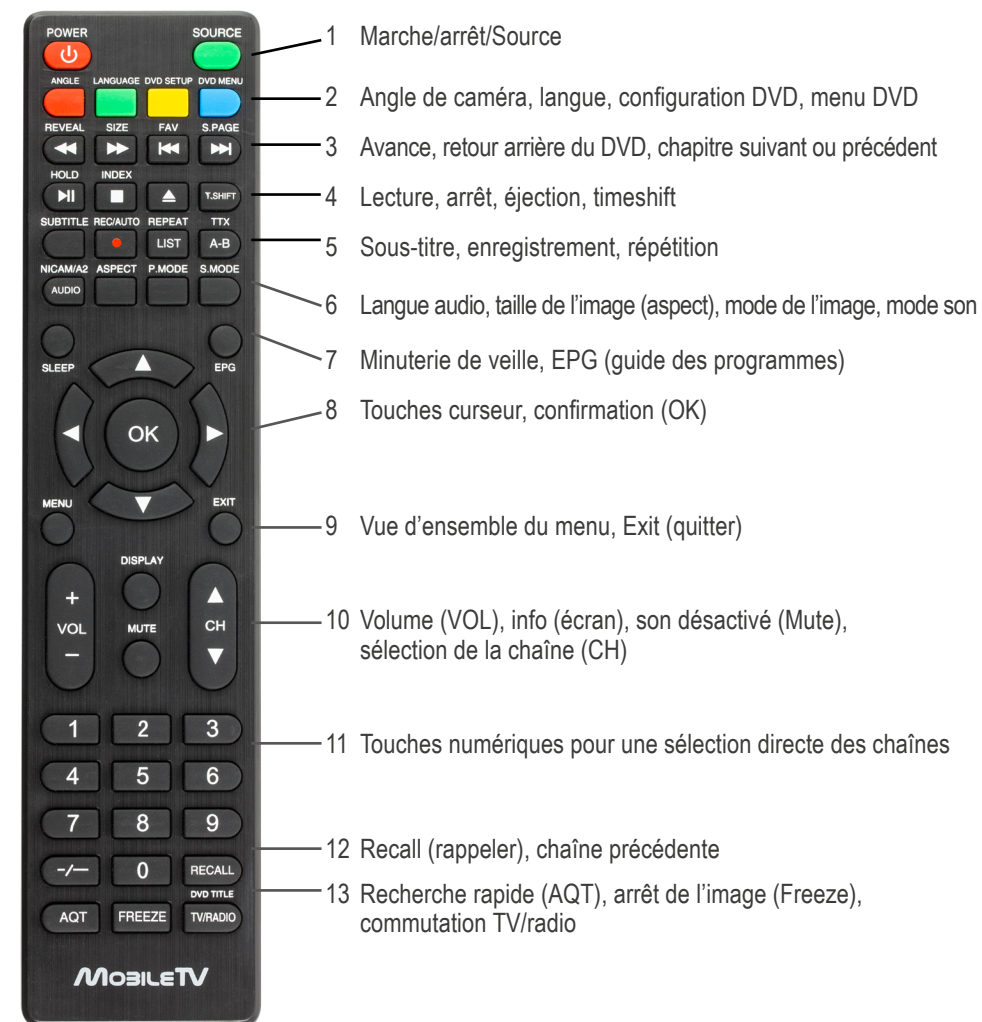 POWER SOURCE
1 Marche/arrêt/Source
ANGLE LANGUAGE DVD SETUP DVD MENU
2 Angle de caméra, langue, configuration DVD, menu DVD
REVEAL SIZE FAV S.PAGE
3 Avance, retour arrière du DVD, chapitre suivant ou précédent
HOLD INDEX
T.SHIFT
4 Lecture, arrêt, éjection, timeshift
SUBTITLE REC/AUTO REPEAT TTX
LIST A-B
5 Sous-titre, enregistrement, répétition
NICAM/A2 ASPECT P.MODE S.MODE
AUDIO
6 Langue audio, taille de l'image (aspect), mode de l'image, mode son
SLEEP EPG
7 Minuterie de veille, EPG (guide des programmes)
OK
8 Touches curseur, confirmation (OK)
MENU EXIT
9 Vue d'ensemble du menu, Exit (quitter)
DISPLAY
+
VOL MUTE CH
−
10 Volume (VOL), info (écran), son désactivé (Mute),
sélection de la chaîne (CH)
1 2 3
11 Touches numériques pour une sélection directe des chaînes
4 5 6
7 8 9
12 Recall (rappeler), chaîne précédente
-/-- 0 RECALL
DVD TITLE
13 Recherche rapide (AQT), arrêt de l'image (Freeze),
commutation TV/radio
AQT FREEZE TV/RADIO
MOBILETV